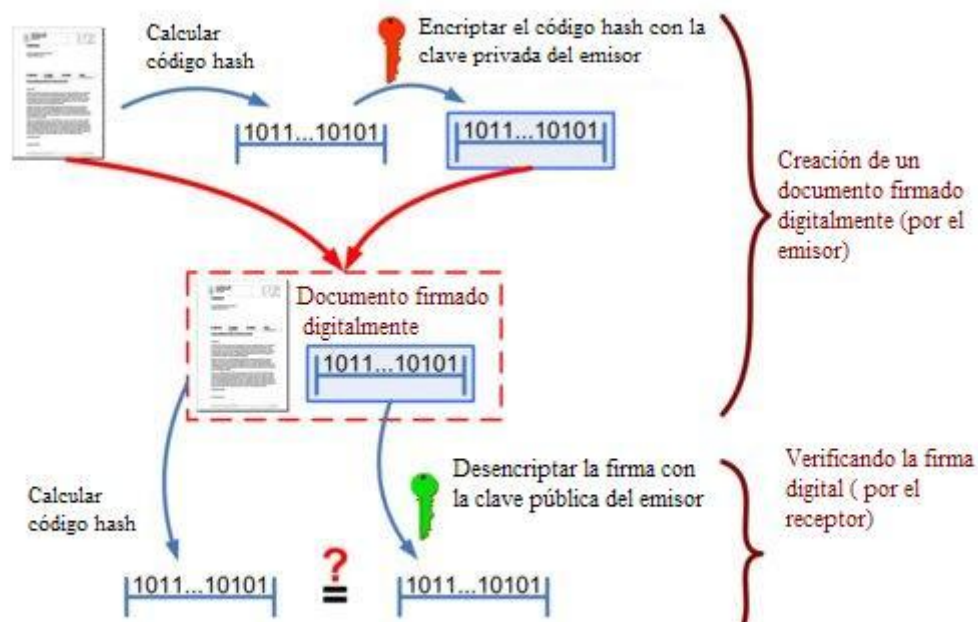 Calcular
código hash
Encriptar el código hash con la
clave privada del emisor
1011...10101
1011...10101
Creación de un
documento firmado
digitalmente (por el
emisor)
Documento firmado
digitalmente
1011...10101
Calcular
código hash
Desencriptar la firma con
la clave pública del emisor
Verificando la firma
digital ( por el
receptor)
1011...10101
?
=
1011...10101